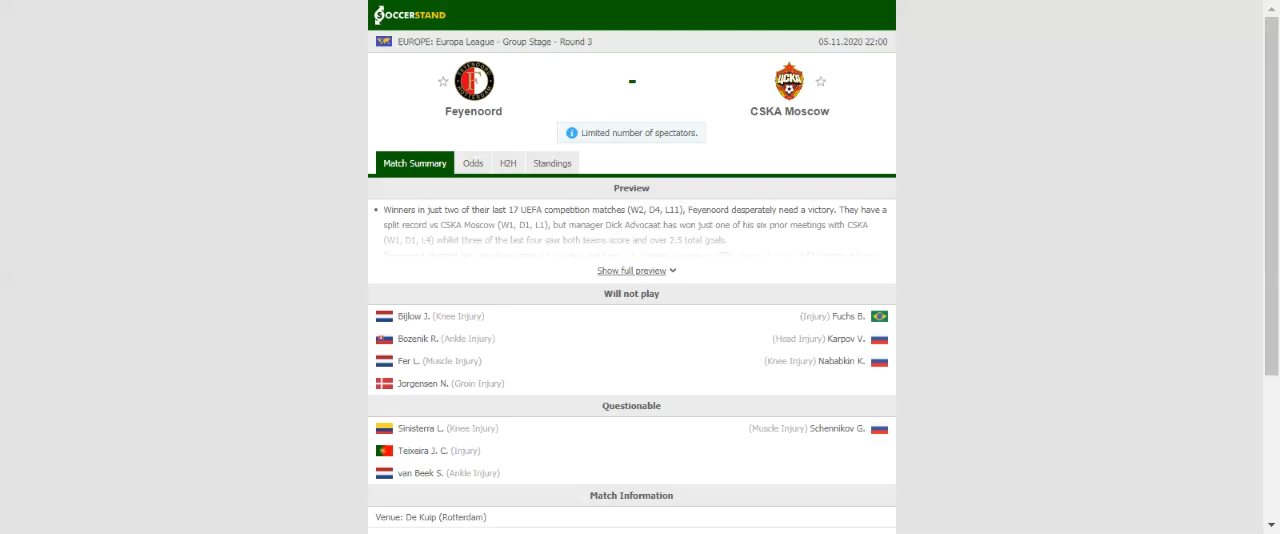 SOCCERSTAND
EUROPE: Europa League - Group Stage - Round 3
05.11.2020 22:00
FEYENOORD
ROTTERDAM
F
ЦСКА
-
Feyenoord
CSKA Moscow
Limited number of spectators.
Match Summary
Odds
H2H
Standings
Preview
Winners in just two of their last 17 UEFA competition matches (W2, D4, L11), Feyenoord desperately need a victory. They have a
split record vs CSKA Moscow (W1, D1, L1), but manager Dick Advocaat has won just one of his six prior meetings with CSKA
(W1, D1, L4) whilst three of the last four saw both teams score and over 2.5 total goals.
Show full preview
Will not play
Bijlow J. (Knee Injury)
(Injury) Fuchs B.
Bozenik R. (Ankle Injury)
(Head Injury) Karpov V.
Fer L. (Muscle Injury)
(Knee Injury) Nababkin K.
Jorgensen N. (Groin Injury)
Questionable
Sinisterra L. (Knee Injury)
(Muscle Injury) Schennikov G.
Teixeira J. C. (Injury)
van Beek S. (Ankle Injury)
Match Information
Venue: De Kuip (Rotterdam)